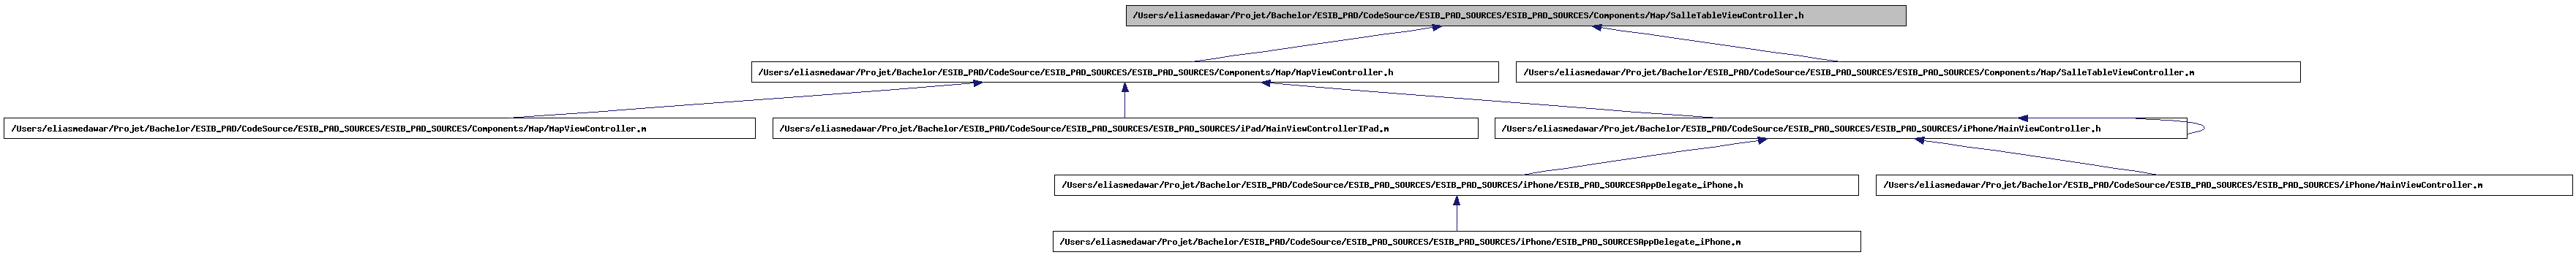 /Users/eliasmedawar/Projet/Bachelor/ESIB_PAD/CodeSource/ESIB_PAD_SOURCES/ESIB_PAD_SOURCES/Components/Map/SalleTableViewController.h
/Users/eliasmedawar/Projet/Bachelor/ESIB_PAD/CodeSource/ESIB_PAD_SOURCES/ESIB_PAD_SOURCES/Components/Map/MapViewController.h
/Users/eliasmedawar/Projet/Bachelor/ESIB_PAD/CodeSource/ESIB_PAD_SOURCES/ESIB_PAD_SOURCES/Components/Map/SalleTableViewController.m
/Users/eliasmedawar/Projet/Bachelor/ESIB_PAD/CodeSource/ESIB_PAD_SOURCES/ESIB_PAD_SOURCES/Components/Map/MapViewController.m
/Users/eliasmedawar/Projet/Bachelor/ESIB_PAD/CodeSource/ESIB_PAD_SOURCES/ESIB_PAD_SOURCES/iPad/MainViewControllerIPad.m
/Users/eliasmedawar/Projet/Bachelor/ESIB_PAD/CodeSource/ESIB_PAD_SOURCES/ESIB_PAD_SOURCES/iPhone/MainViewController.h
/Users/eliasmedawar/Projet/Bachelor/ESIB_PAD/CodeSource/ESIB_PAD_SOURCES/ESIB_PAD_SOURCES/iPhone/ESIB_PAD_SOURCESAppDelegate_iPhone.h
/Users/eliasmedawar/Projet/Bachelor/ESIB_PAD/CodeSource/ESIB_PAD_SOURCES/ESIB_PAD_SOURCES/iPhone/MainViewController.m
/Users/eliasmedawar/Projet/Bachelor/ESIB_PAD/CodeSource/ESIB_PAD_SOURCES/ESIB_PAD_SOURCES/iPhone/ESIB_PAD_SOURCESAppDelegate_iPhone.m